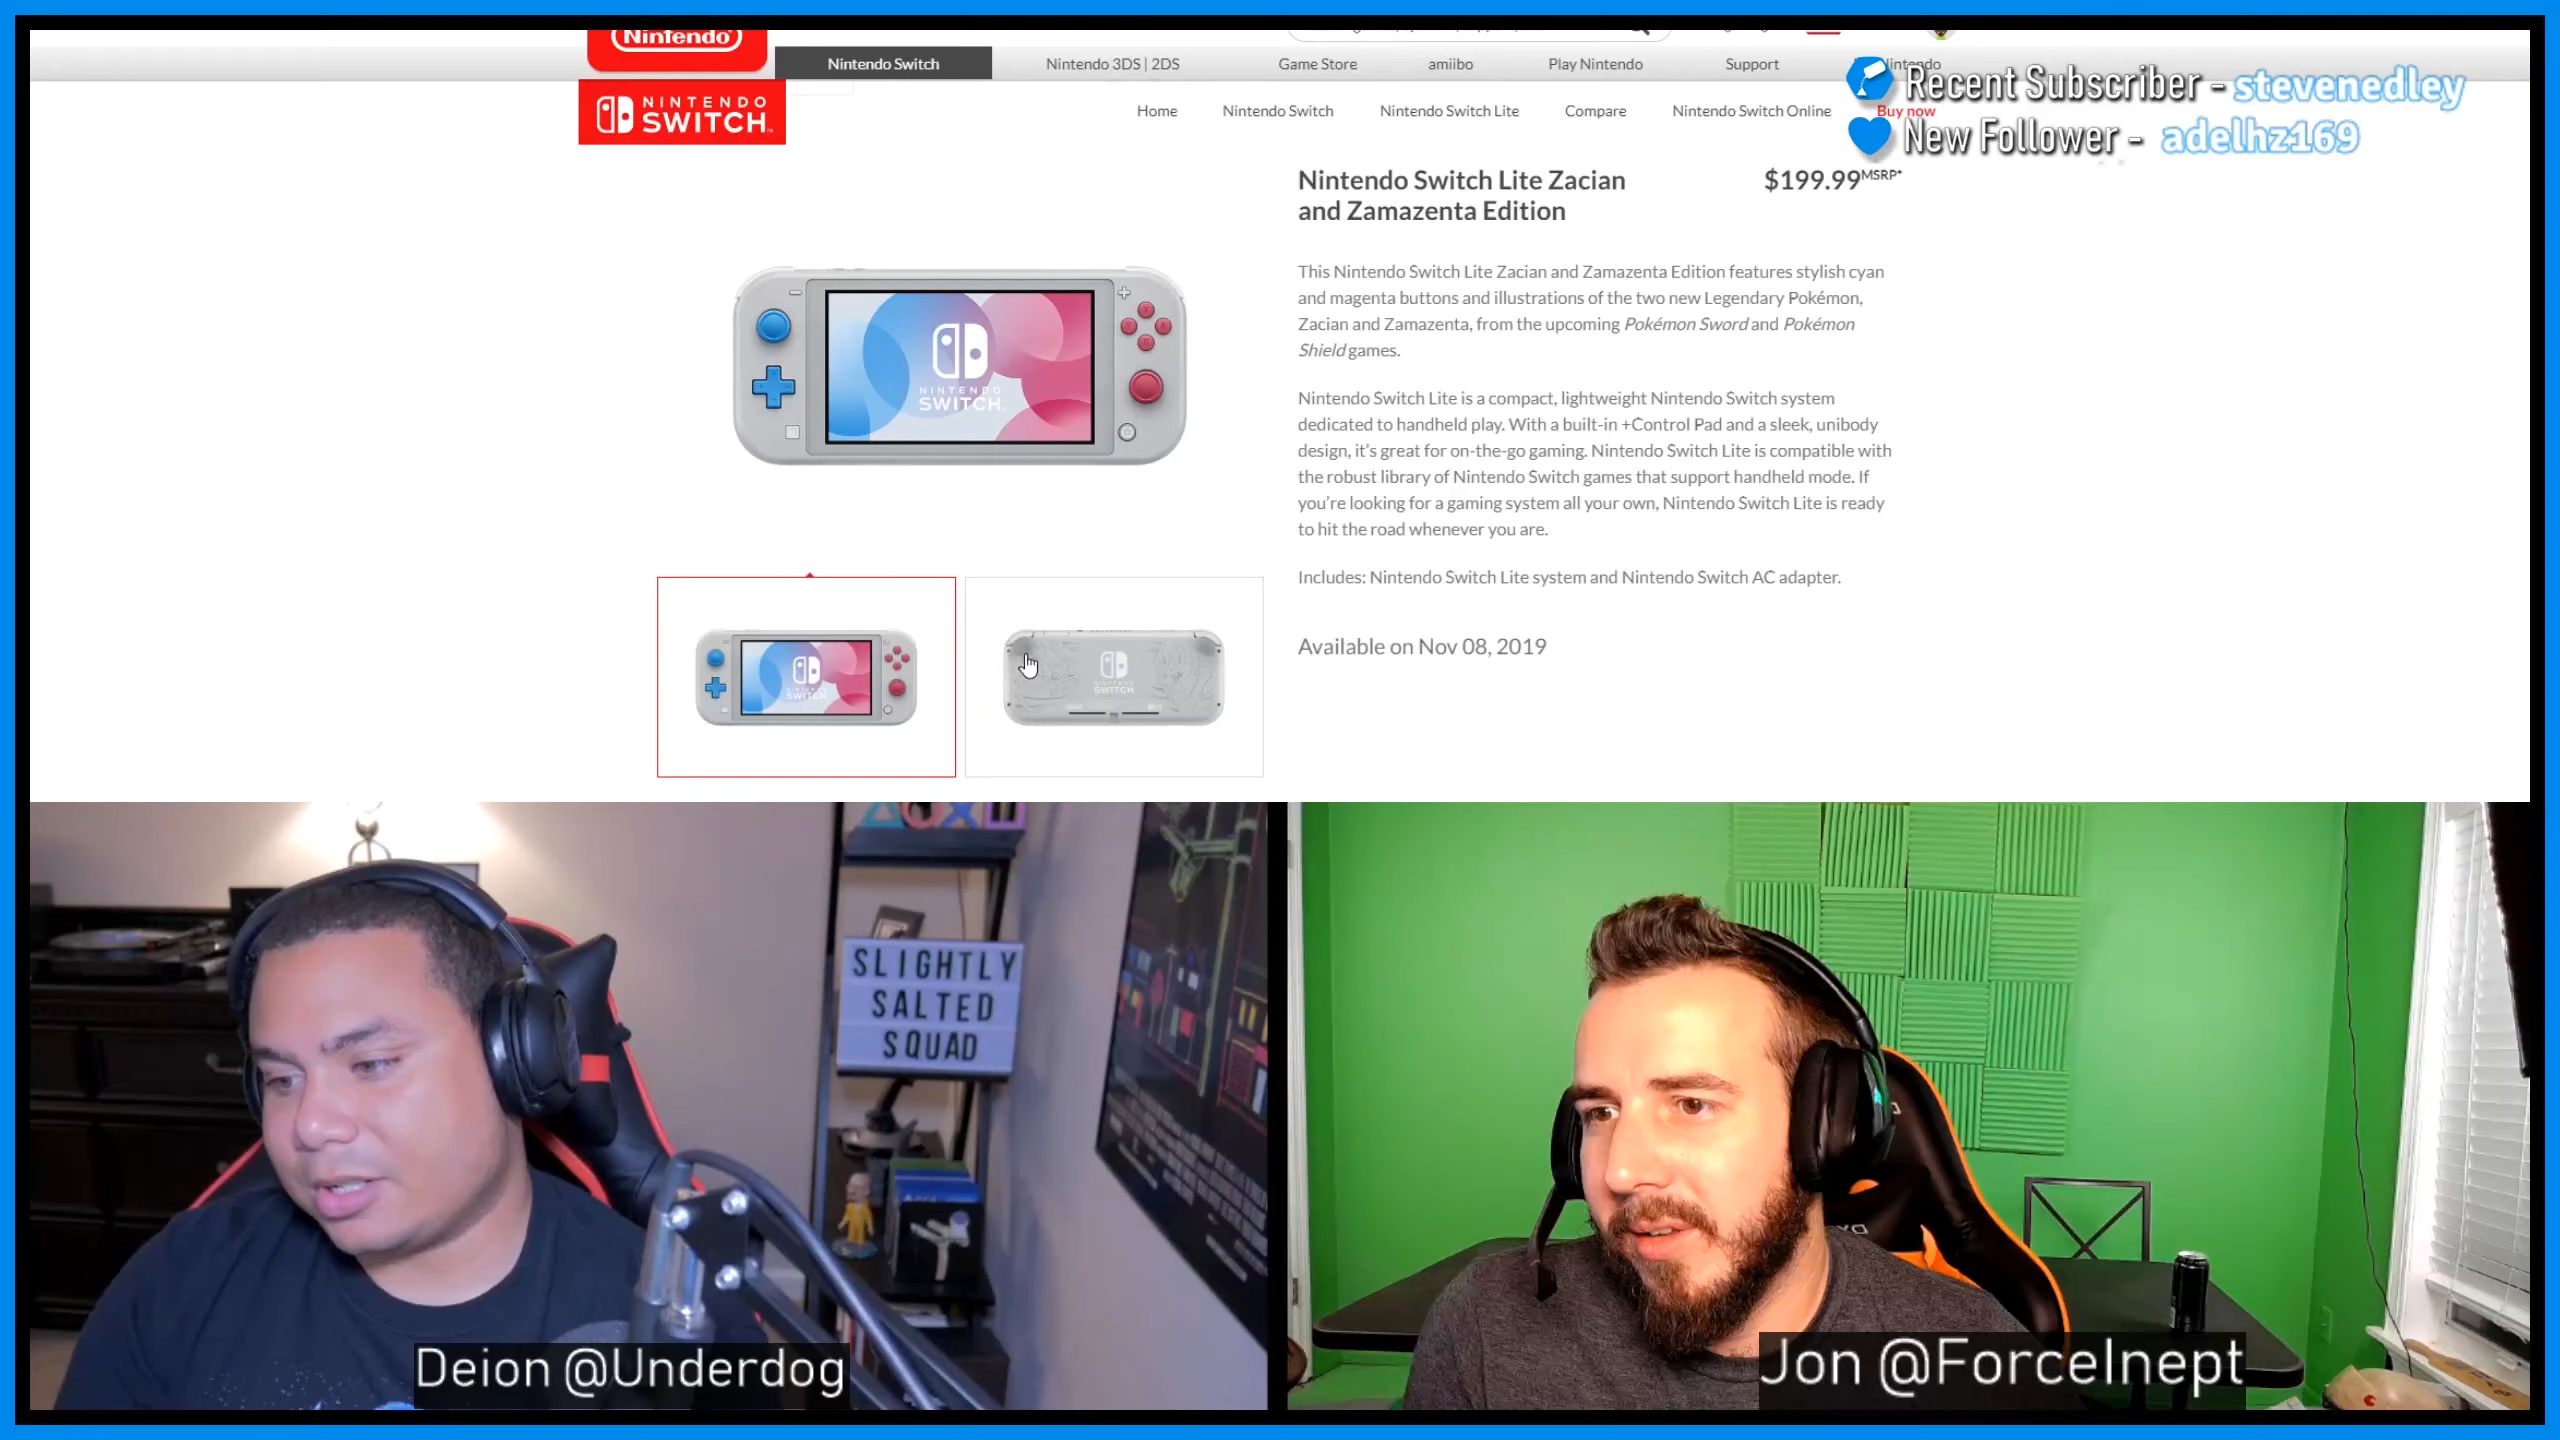 Nintendo
Nintendo Switch
Nintendo 3DS | 2DS
Game Store
amiibo
Play Nintendo
Support
Recent Subscriber - stevenedley
New Follower - adelhz169
NINTENDO
SWITCH
Home
Nintendo Switch
Nintendo Switch Lite
Compare
Nintendo Switch Online
Buy now
Nintendo Switch Lite Zacian
and Zamazenta Edition
$199.99 MSRP*
This Nintendo Switch Lite Zacian and Zamazenta Edition features stylish cyan
and magenta buttons and illustrations of the two new Legendary Pokémon,
Zacian and Zamazenta, from the upcoming Pokémon Sword and Pokémon
Shield games.
Nintendo Switch Lite is a compact, lightweight Nintendo Switch system
dedicated to handheld play. With a built-in +Control Pad and a sleek, unibody
design, it's great for on-the-go gaming. Nintendo Switch Lite is compatible with
the robust library of Nintendo Switch games that support handheld mode. If
you're looking for a gaming system all your own, Nintendo Switch Lite is ready
to hit the road whenever you are.
Includes: Nintendo Switch Lite system and Nintendo Switch AC adapter.
Available on Nov 08, 2019
NINTENDO
SWITCH
NINTENDO
SWITCH
NINTENDO
SWITCH
SLIGHTLY
SALTED
SQUAD
Deion @Underdog
Jon @ForceInept